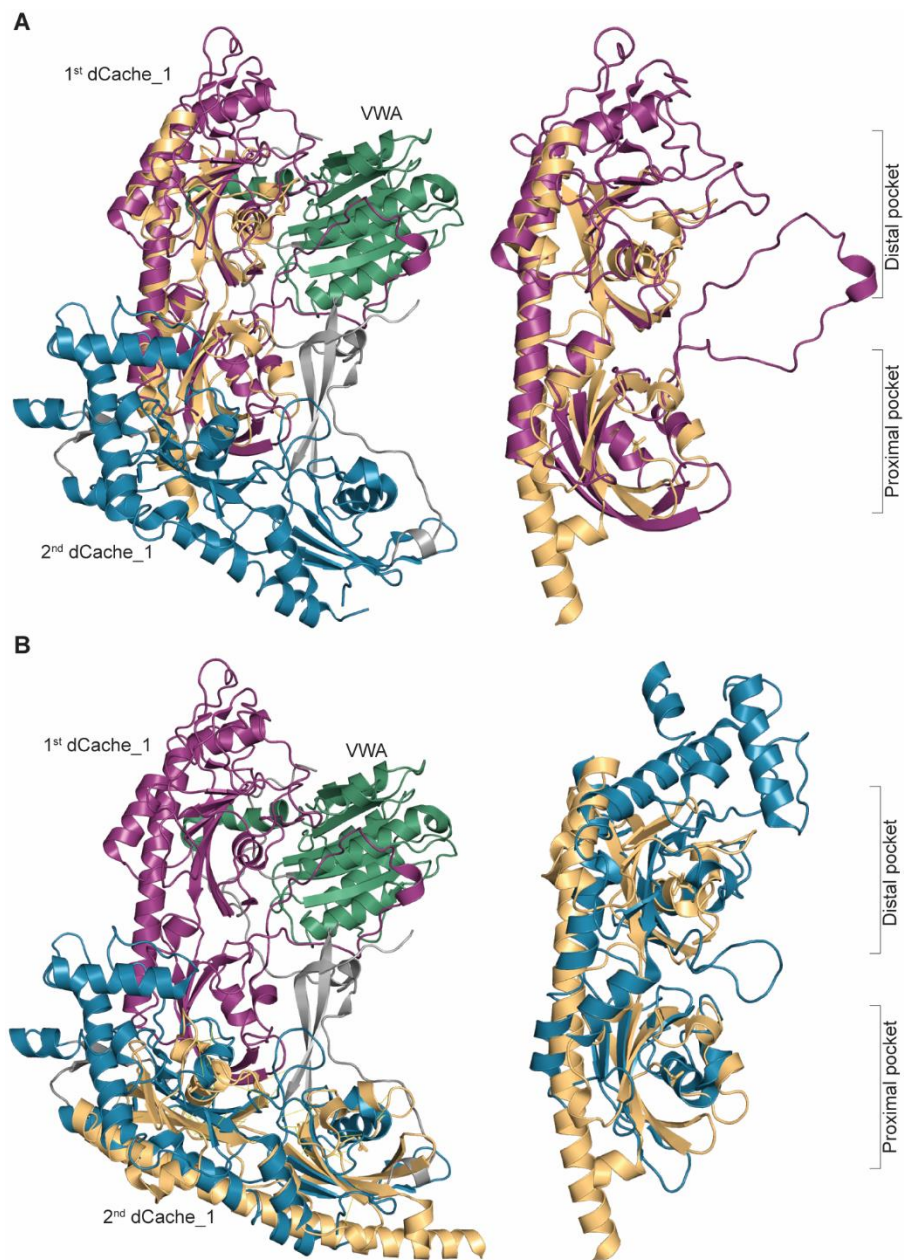 A
1st dCache_1
VWA
2nd dCache_1
Distal pocket
Proximal pocket
B
1st dCache_1
VWA
2nd dCache_1
Distal pocket
Proximal pocket